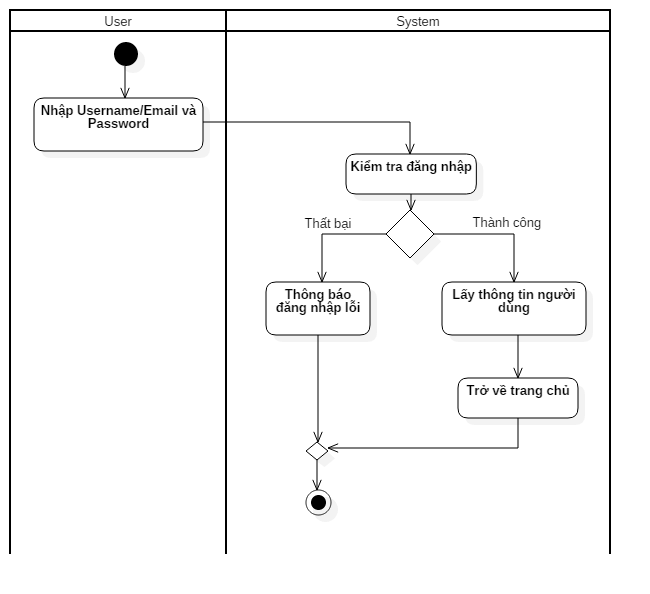 User
System
Nhập Username/Email và
Password
Kiểm tra đăng nhập
Thất bại
Thành công
Thông báo
đăng nhập lỗi
Lấy thông tin người
dùng
Trở về trang chủ